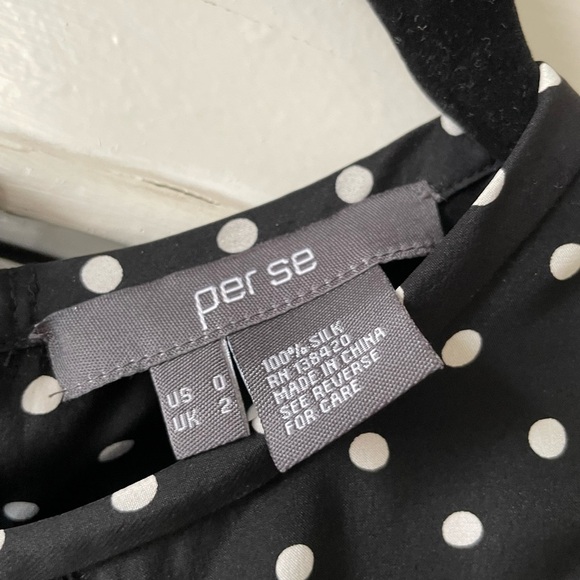 per se
US 0
UK 2
100% SILK
RN 138420
MADE IN CHINA
SEE REVERSE
FOR CARE